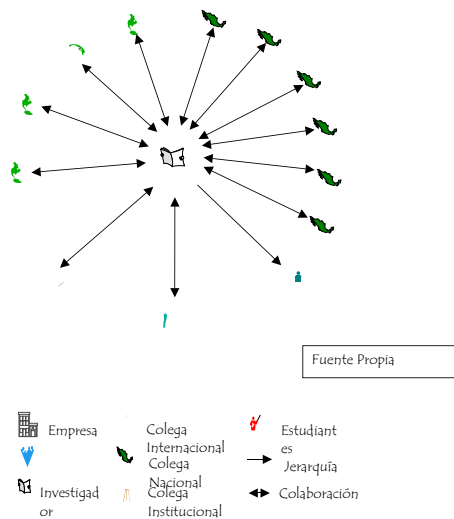 Fuente Propia
Empresa
Colega
Internacional
Estudiant
es
Colega
Nacional
Jerarquía
Investigad
or
Colega
Institucional
Colaboración